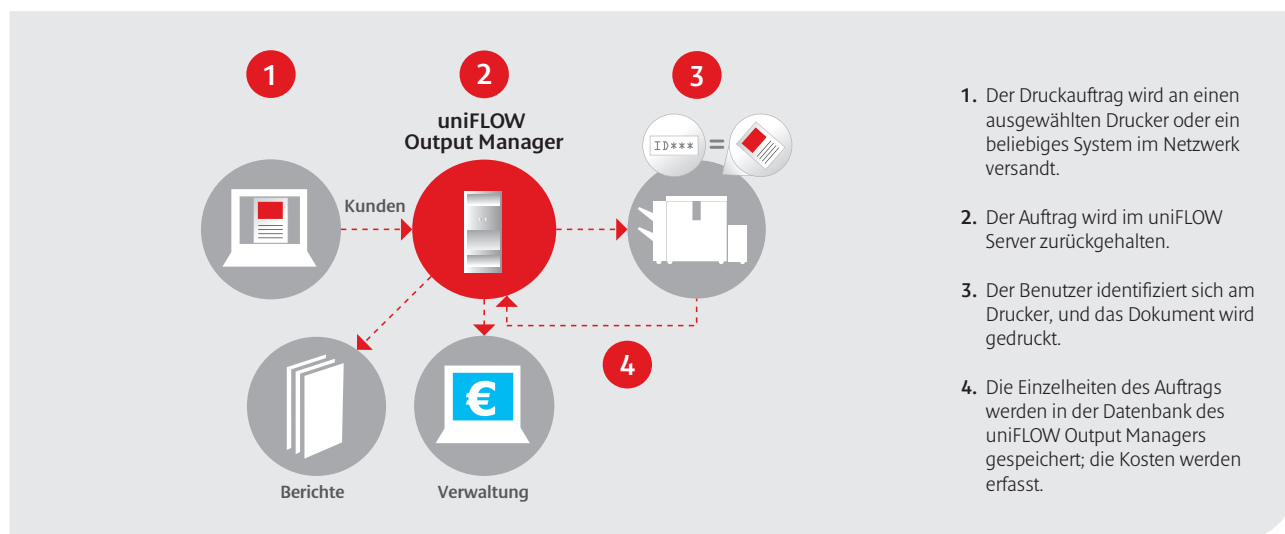 1
2
3
uniFLOW
Output Manager
ID***
=
Kunden
4
€
Berichte
Verwaltung
1. Der Druckauftrag wird an einen
ausgewählten Drucker oder ein
beliebiges System im Netzwerk
versandt.
2. Der Auftrag wird im uniFLOW
Server zurückgehalten.
3. Der Benutzer identifiziert sich am
Drucker, und das Dokument wird
gedruckt.
4. Die Einzelheiten des Auftrags
werden in der Datenbank des
uniFLOW Output Managers
gespeichert; die Kosten werden
erfasst.